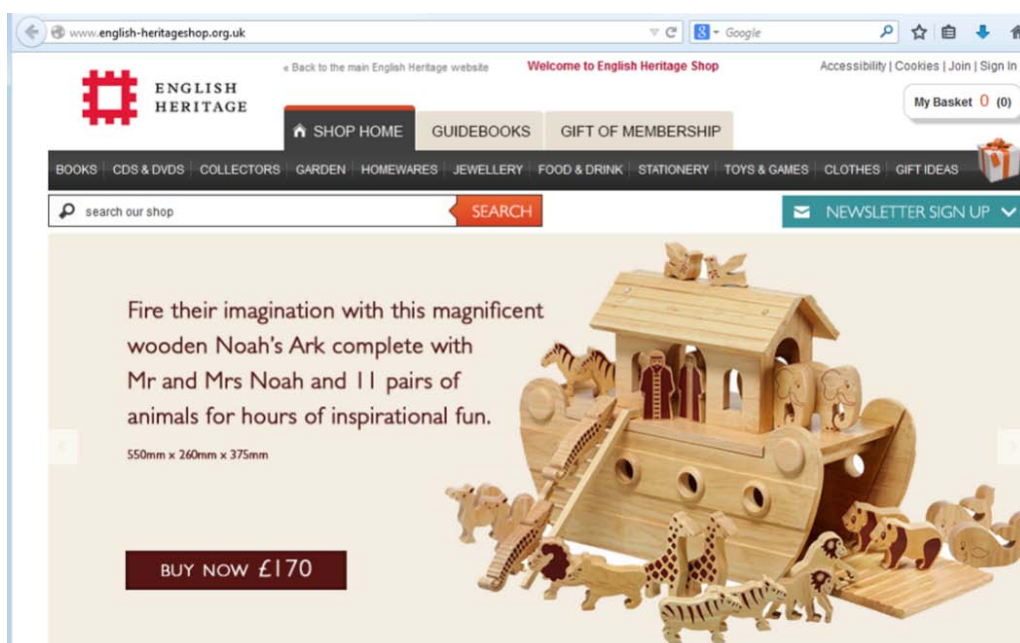 www.english-heritageshop.org.uk
Google
« Back to the main English Heritage website
Welcome to English Heritage Shop
Accessibility | Cookies | Join | Sign In
ENGLISH
HERITAGE
My Basket 0 (0)
SHOP HOME
GUIDEBOOKS
GIFT OF MEMBERSHIP
BOOKS CDS & DVDS COLLECTORS GARDEN HOMEWARES JEWELLERY FOOD & DRINK STATIONERY TOYS & GAMES CLOTHES GIFT IDEAS
search our shop
SEARCH
NEWSLETTER SIGN UP
Fire their imagination with this magnificent
wooden Noah's Ark complete with
Mr and Mrs Noah and 11 pairs of
animals for hours of inspirational fun.
550mm x 260mm x 375mm
BUY NOW £170